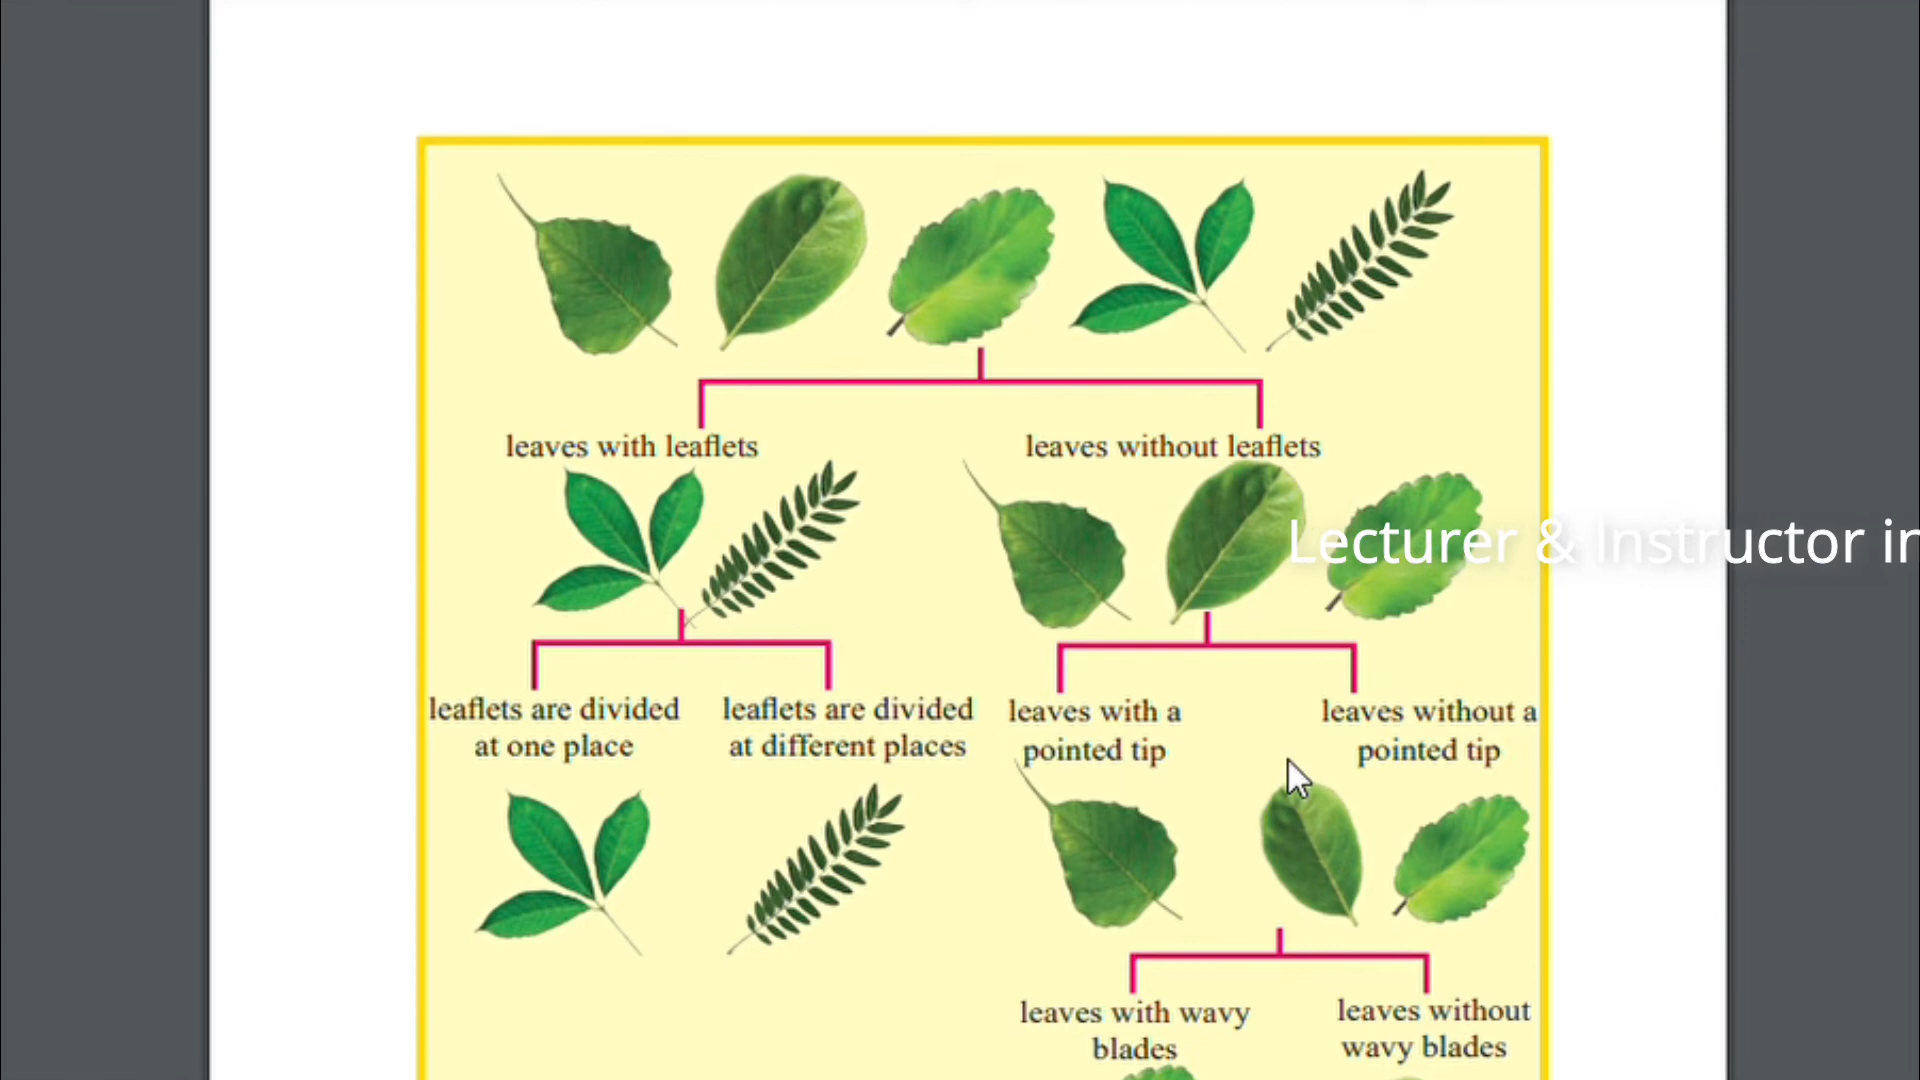 leaves with leaflets
leaves without leaflets
Lecturer & Instructor in
leaflets are divided
at one place
leaflets are divided
at different places
leaves with a
pointed tip
leaves without a
pointed tip
leaves with wavy
blades
leaves without
wavy blades